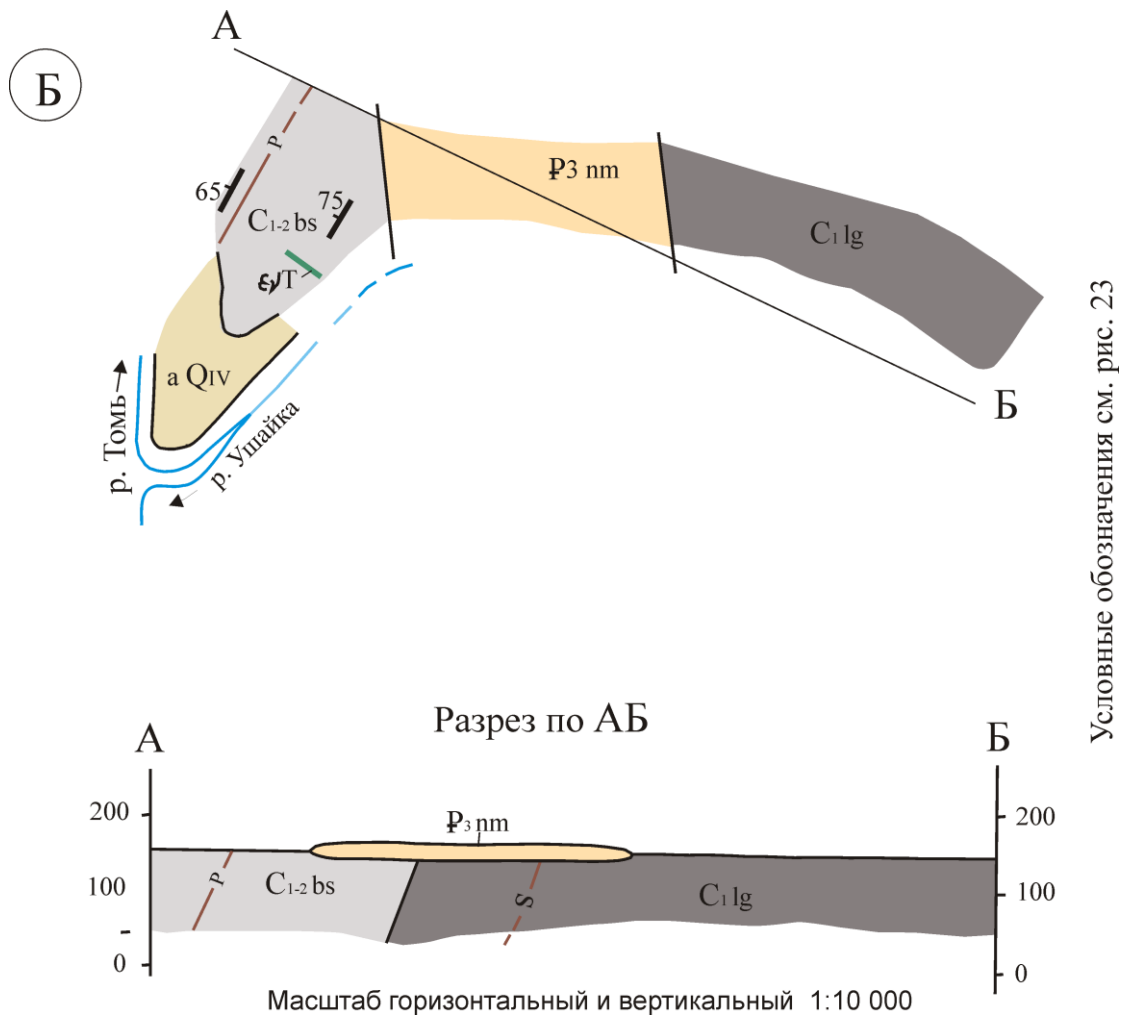 А
Б
P
65
75
C₁₋₂ bs
ενT
₽3 nm
C₁ lg
a QIV
р. Томь
р. Ушайка
Б
Условные обозначения см. рис. 23
Разрез по АБ
А
Б
200
100
0
₽₃ nm
P
C₁₋₂ bs
S
C₁ lg
200
100
0
Масштаб горизонтальный и вертикальный 1:10 000